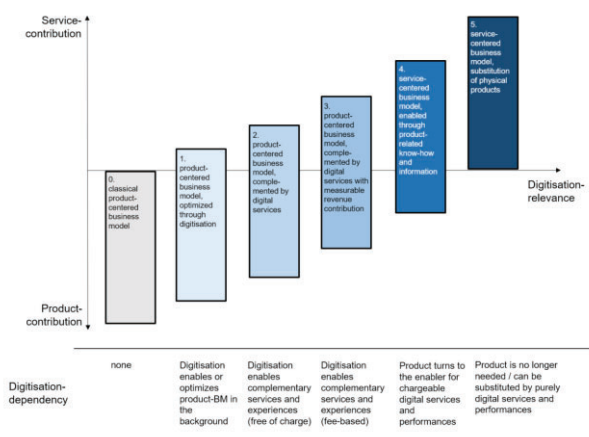 Service-
contribution
5.
service-
centered
business
model,
substitution
of physical
products
4.
service-
centered
business
model,
enabled
through
product-
related
know-how
and
information
3.
product-
centered
business
model,
comple-
mented by
digital
services with
measurable
revenue
contribution
2.
product-
centered
business
model,
comple-
mented by
digital
services
1.
product-
centered
business
model,
optimized
through
digitisation
0.
classical
product-
centered
business
model
Digitisation-
relevance
Product-
contribution
Digitisation-
dependency
none
Digitisation
enables or
optimizes
product-BM in
the
background
Digitisation
enables
complementary
services and
experiences
(free of charge)
Digitisation
enables
complementary
services and
experiences
(fee-based)
Product turns to
the enabler for
chargeable
digital services
and
performances
Product is no longer
needed / can be
substituted by purely
digital services and
performances